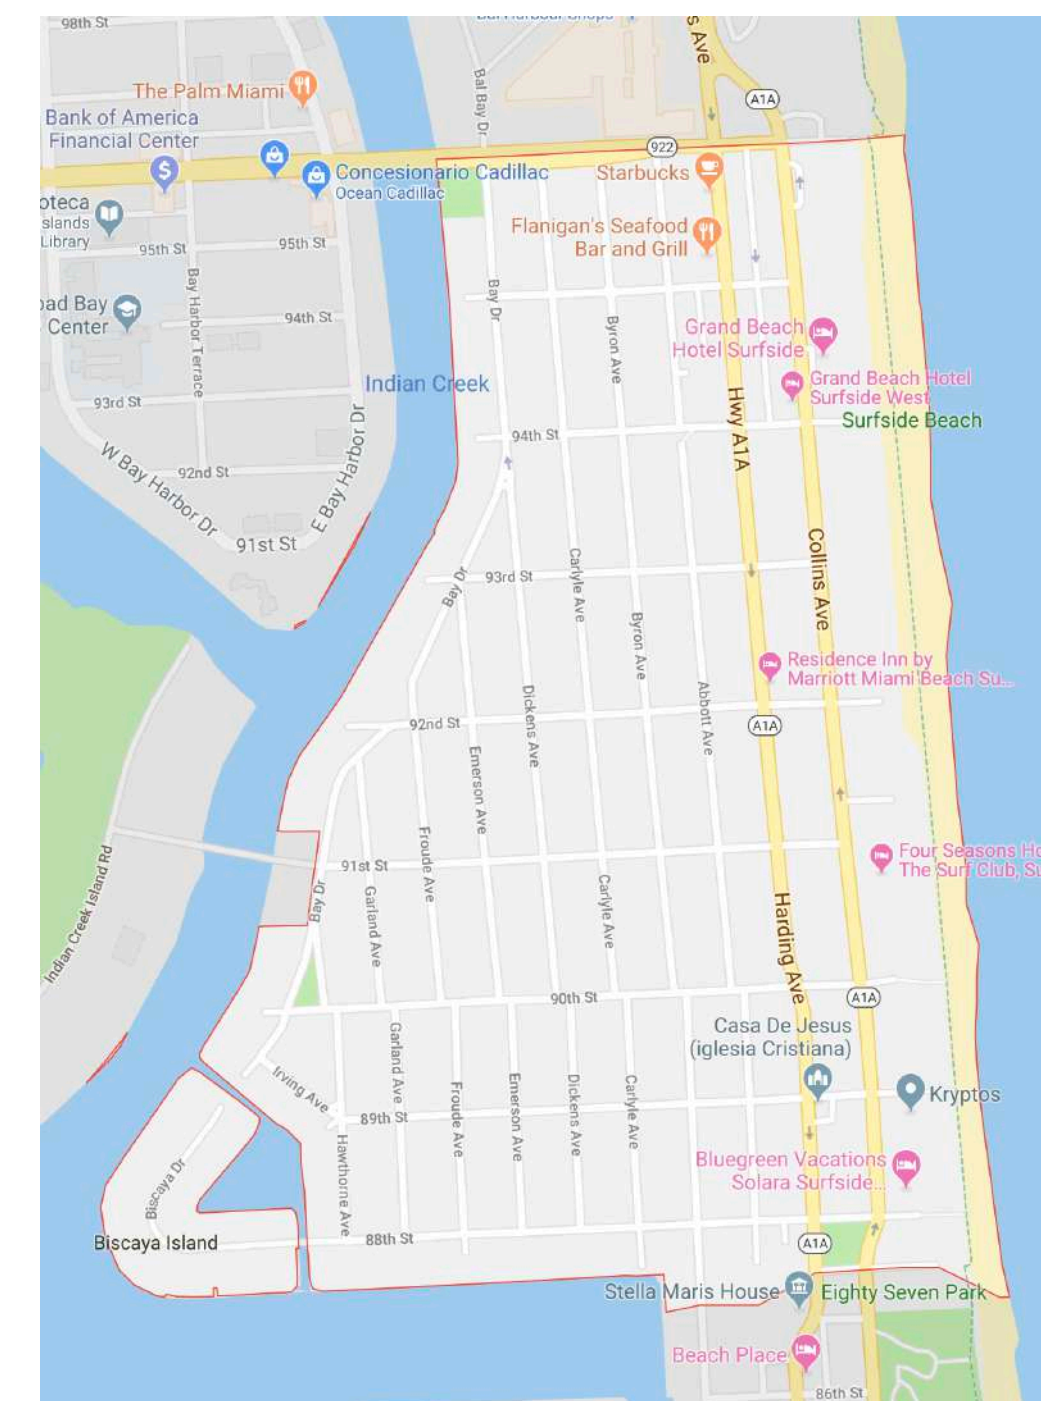 98th St
Bal Harbour Shops
s Ave
Bal Bay Dr
The Palm Miami
A1A
Bank of America
Financial Center
922
Concesionario Cadillac
Ocean Cadillac
Starbucks
oteca
slands
Library
Flanigan's Seafood
Bar and Grill
95th St
95th St
Bay Harbor Terrace
Bay Dr
ad Bay
Center
94th St
Byron Ave
Grand Beach
Hotel Surfside
Indian Creek
Grand Beach Hotel
Surfside West
Surfside Beach
93rd St
Hwy A1A
94th St
W Bay Harbor Dr
92nd St
E Bay Harbor Dr
91st St
Collins Ave
Carlyle Ave
93rd St
Bay Dr
Byron Ave
Residence Inn by
Marriott Miami Beach Su...
Abbott Ave
Dickens Ave
92nd St
A1A
Emerson Ave
Froude Ave
Four Seasons Ho
The Surf Club, Su
91st St
Indian Creek Island Rd
Bay Dr
Garland Ave
Carlyle Ave
Harding Ave
90th St
A1A
Casa De Jesus
(iglesia Cristiana)
Garland Ave
Irving Ave
Froude Ave
Emerson Ave
Dickens Ave
Carlyle Ave
Kryptos
89th St
Hawthorne Ave
Bluegreen Vacations
Solara Surfside...
Biscaya Dr
Biscaya Island
88th St
A1A
Stella Maris House
Eighty Seven Park
Beach Place
86th St